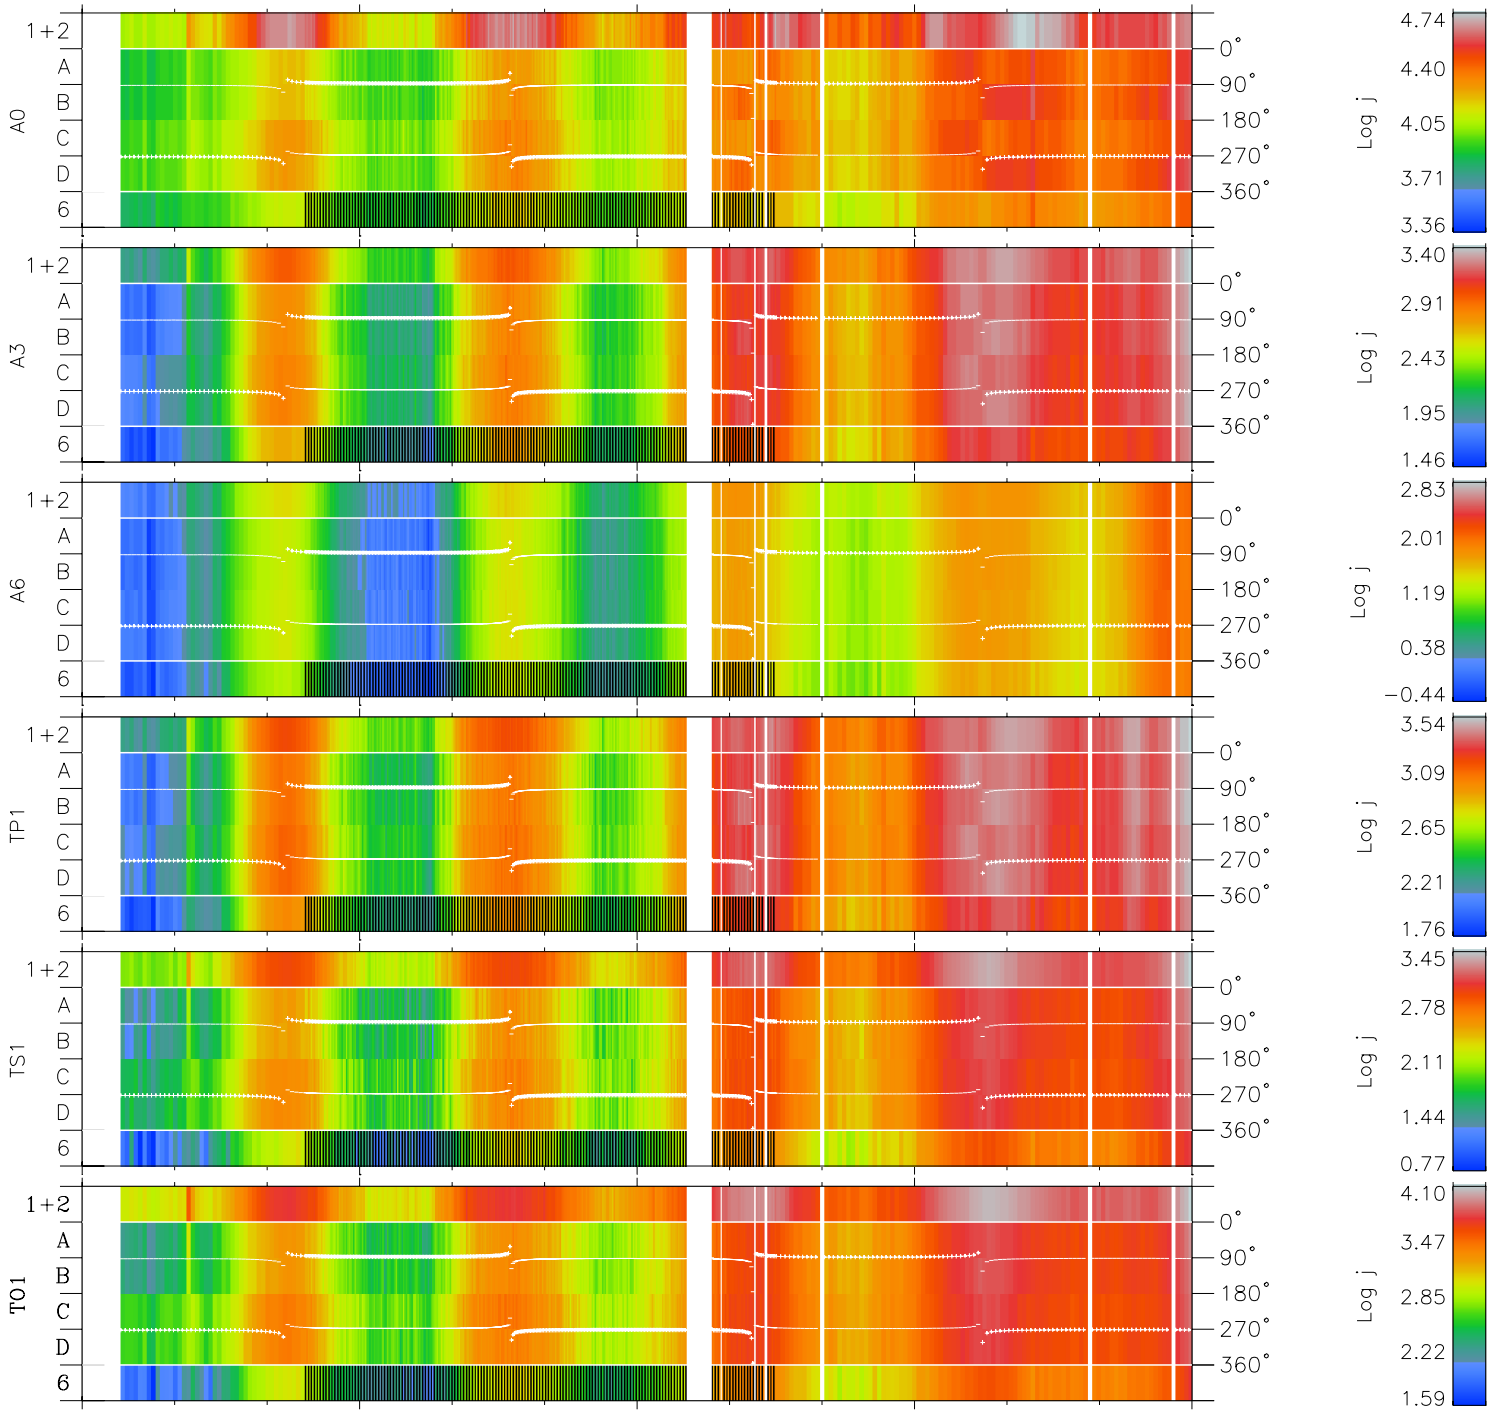 A0
1+2
A
B
C
D
6
0°
90°
180°
270°
360°
Log j
4.74
4.40
4.05
3.71
3.36
A3
1+2
A
B
C
D
6
0°
90°
180°
270°
360°
Log j
3.40
2.91
2.43
1.95
1.46
A6
1+2
A
B
C
D
6
0°
90°
180°
270°
360°
Log j
2.83
2.01
1.19
0.38
-0.44
TP1
1+2
A
B
C
D
6
0°
90°
180°
270°
360°
Log j
3.54
3.09
2.65
2.21
1.76
TS1
1+2
A
B
C
D
6
0°
90°
180°
270°
360°
Log j
3.45
2.78
2.11
1.44
0.77
TO1
1+2
A
B
C
D
6
0°
90°
180°
270°
360°
Log j
4.10
3.47
2.85
2.22
1.59